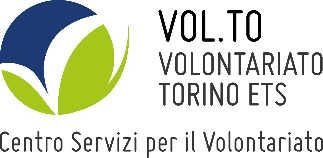 VOL.TO
VOLONTARIATO
TORINO ETS
Centro Servizi per il Volontariato